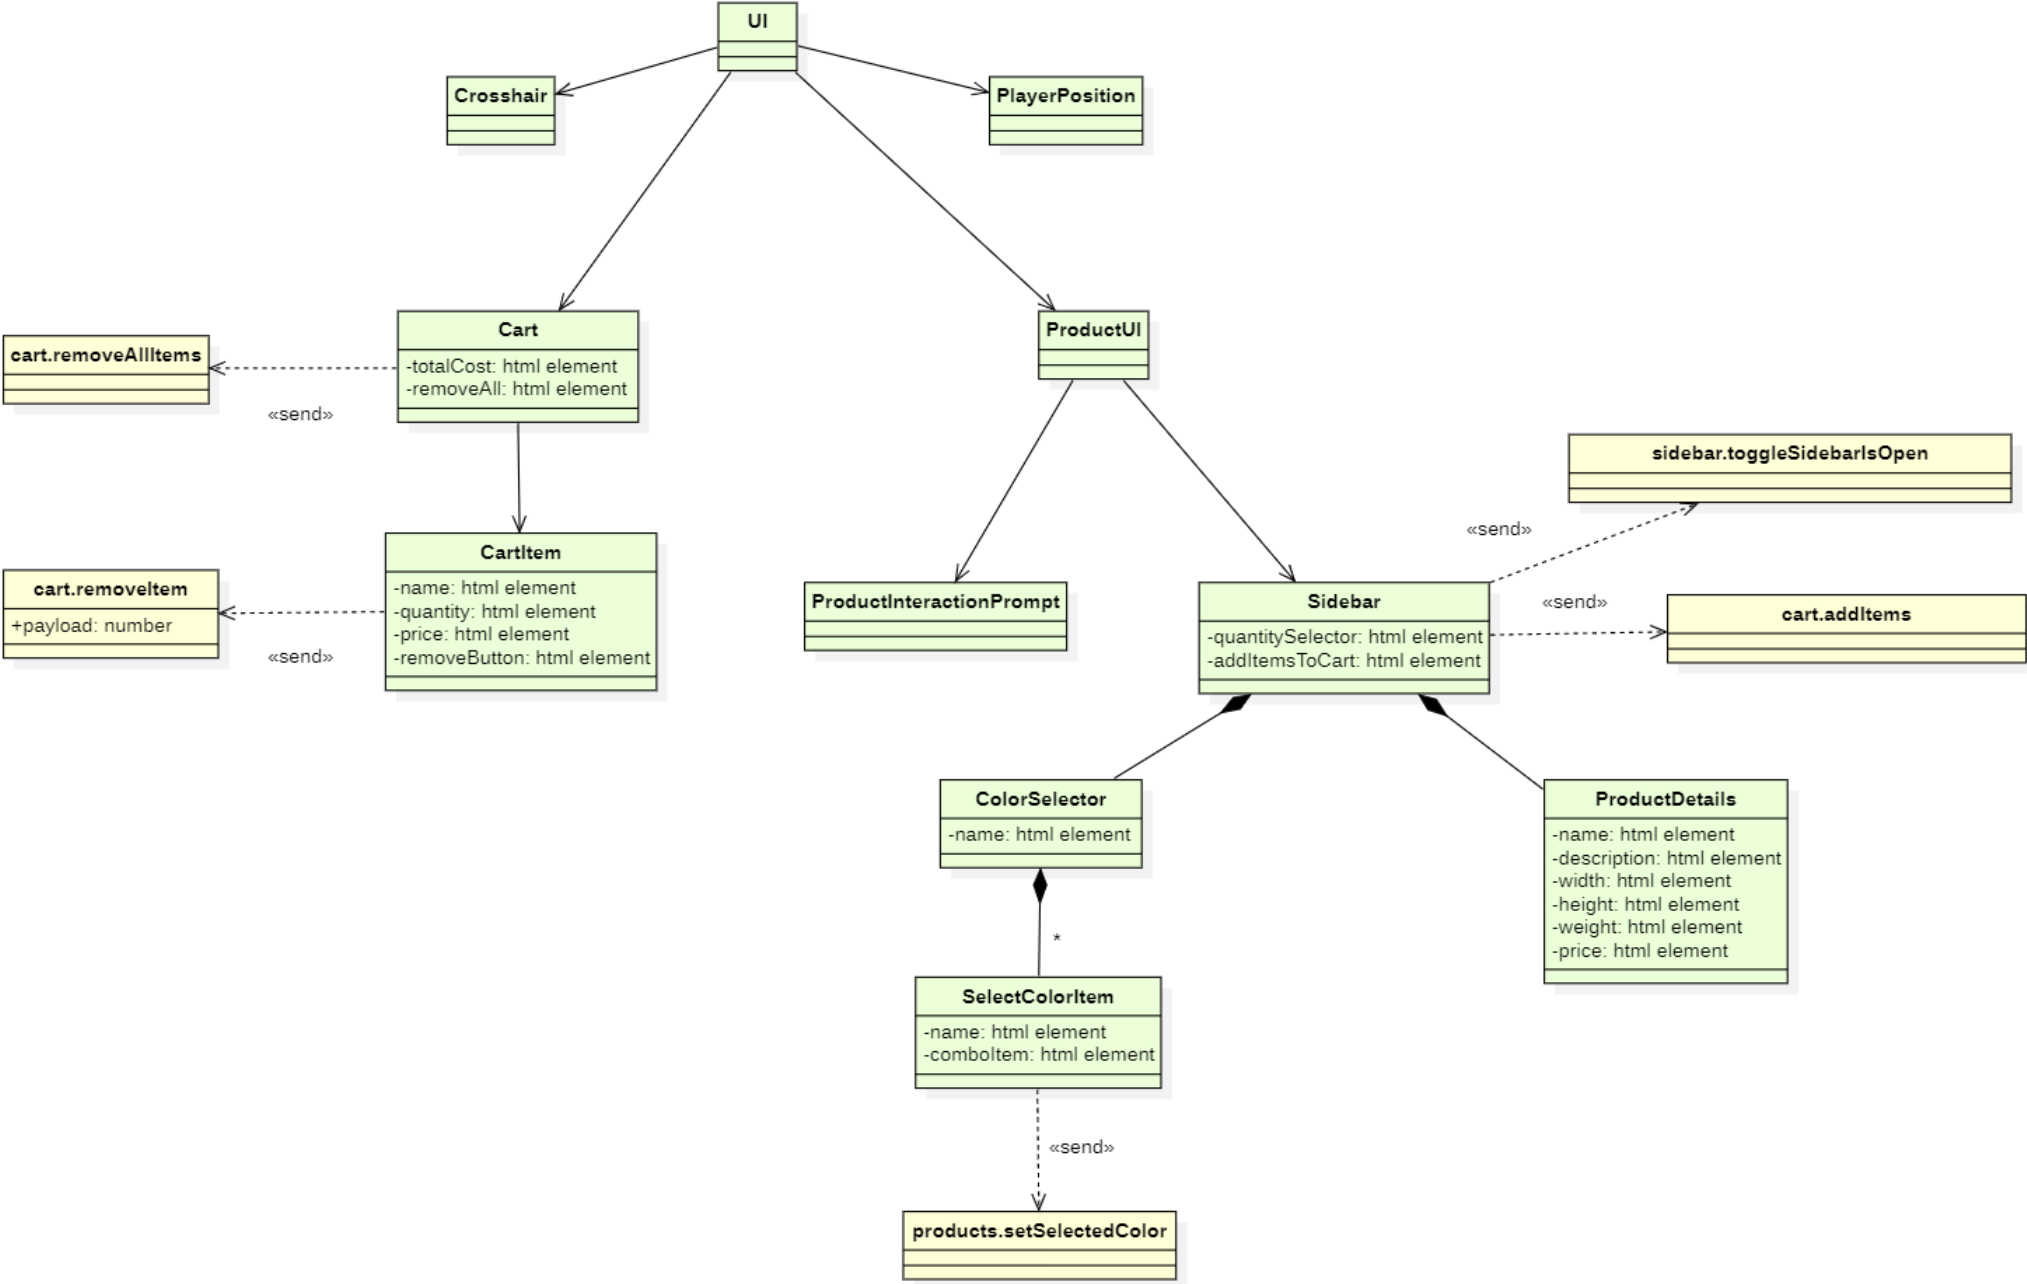 UI
Crosshair
PlayerPosition
Cart
-totalCost: html element
-removeAll: html element
cart.removeAllItems
«send»
ProductUI
CartItem
-name: html element
-quantity: html element
-price: html element
-removeButton: html element
cart.removeItem
+payload: number
«send»
ProductInteractionPrompt
Sidebar
-quantitySelector: html element
-addItemsToCart: html element
sidebar.toggleSidebarIsOpen
«send»
«send»
cart.addItems
ColorSelector
-name: html element
ProductDetails
-name: html element
-description: html element
-width: html element
-height: html element
-weight: html element
-price: html element
*
SelectColorItem
-name: html element
-comboItem: html element
«send»
products.setSelectedColor